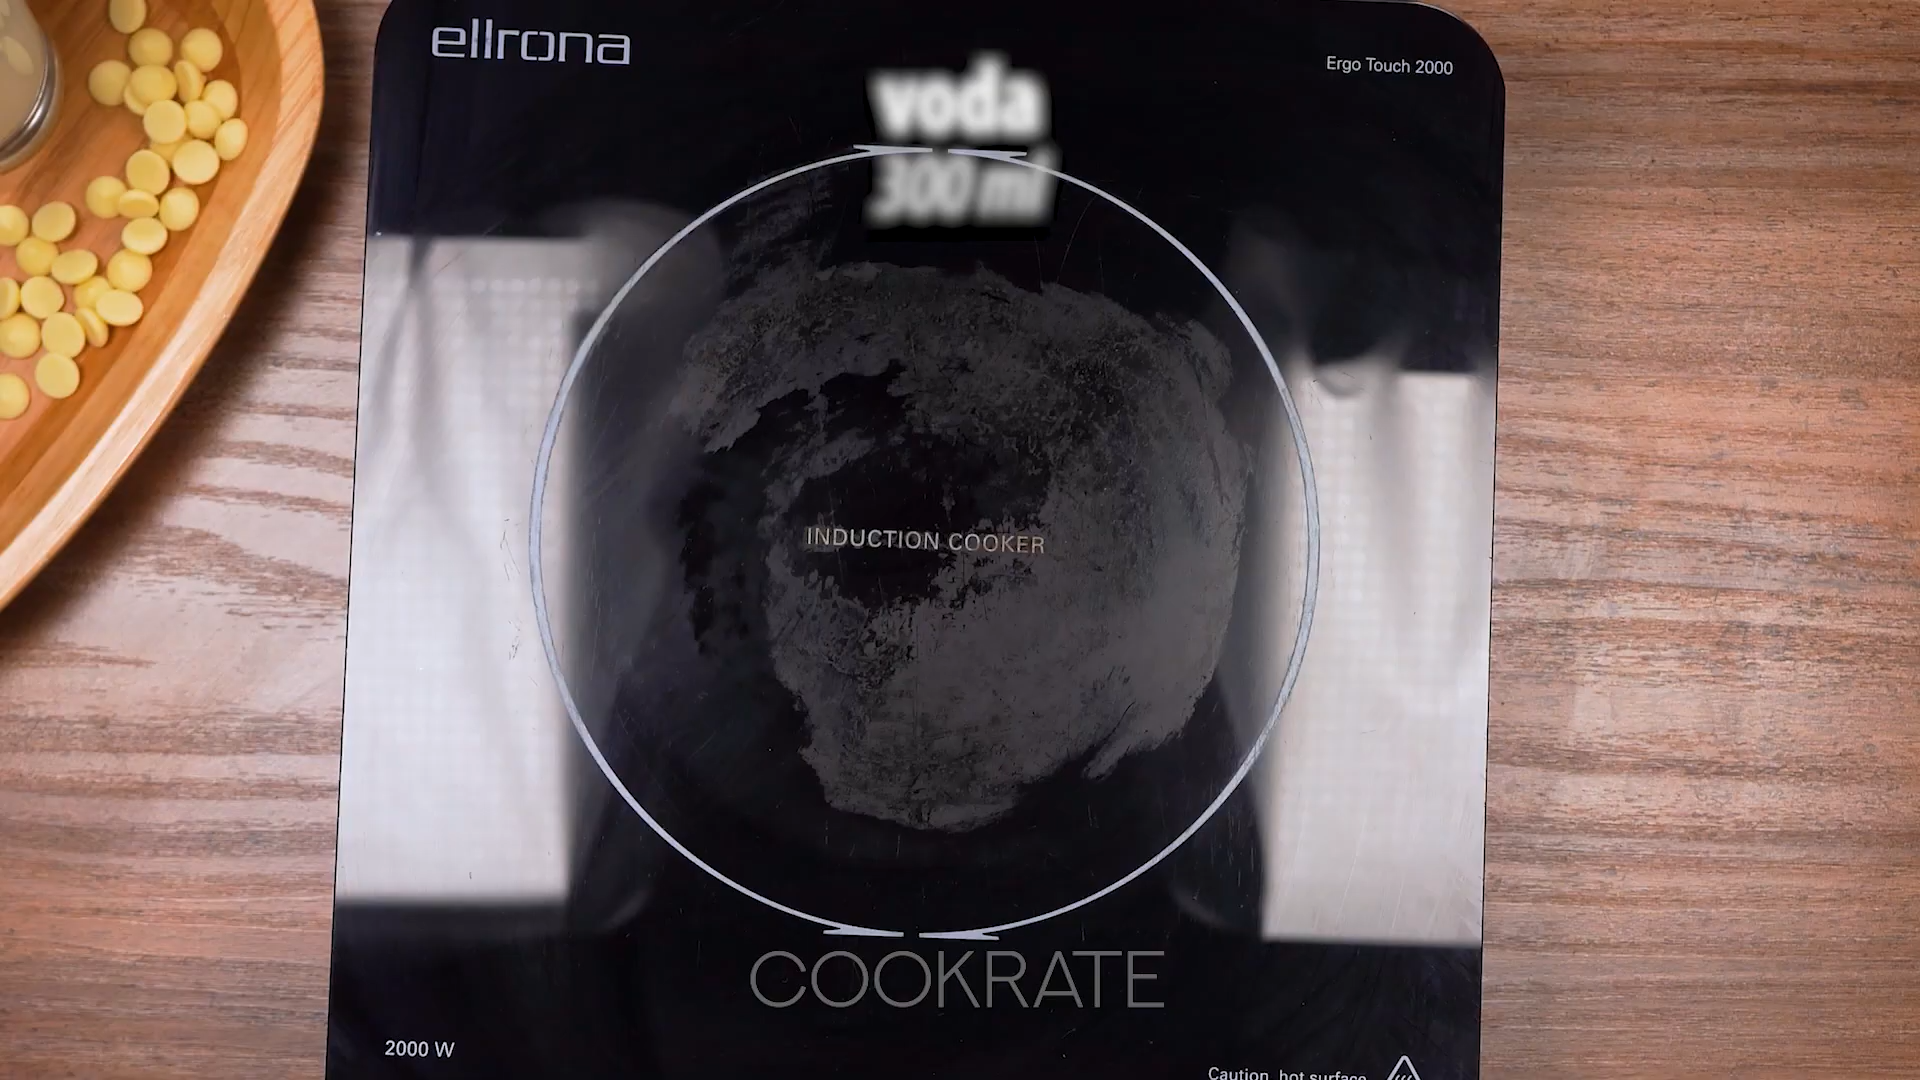 ellrona
Ergo Touch 2000
voda
300 ml
INDUCTION COOKER
COOKRATE
2000 W
Caution, hot surface